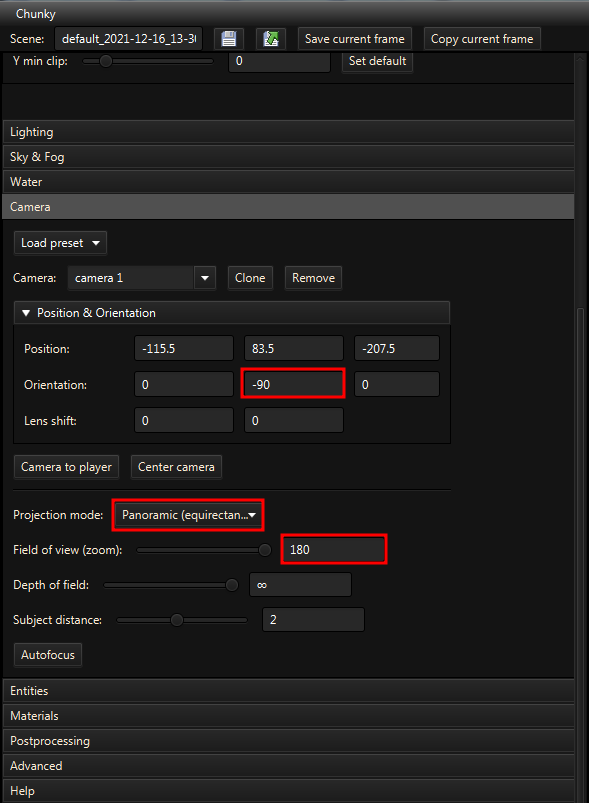 Chunky
Scene: default_2021-12-16_13-30 Save current frame Copy current frame
Y min clip: 0 Set default
Lighting
Sky & Fog
Water
Camera
Load preset
Camera: camera 1 Clone Remove
Position & Orientation
Position: -115.5 83.5 -207.5
Orientation: 0 -90 0
Lens shift: 0 0
Camera to player Center camera
Projection mode: Panoramic (equirectan...
Field of view (zoom): 180
Depth of field: ∞
Subject distance: 2
Autofocus
Entities
Materials
Postprocessing
Advanced
Help